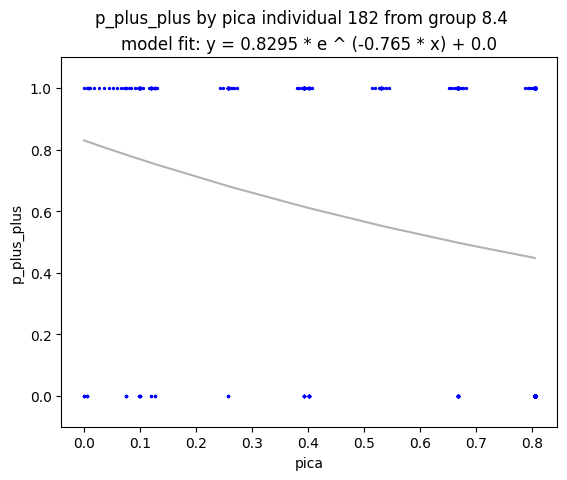 p_plus_plus by pica individual 182 from group 8.4
model fit: y = 0.8295 * e ^ (-0.765 * x) + 0.0
1.0
0.8
0.6
0.4
0.2
0.0
p_plus_plus
0.0 0.1 0.2 0.3 0.4 0.5 0.6 0.7 0.8
pica